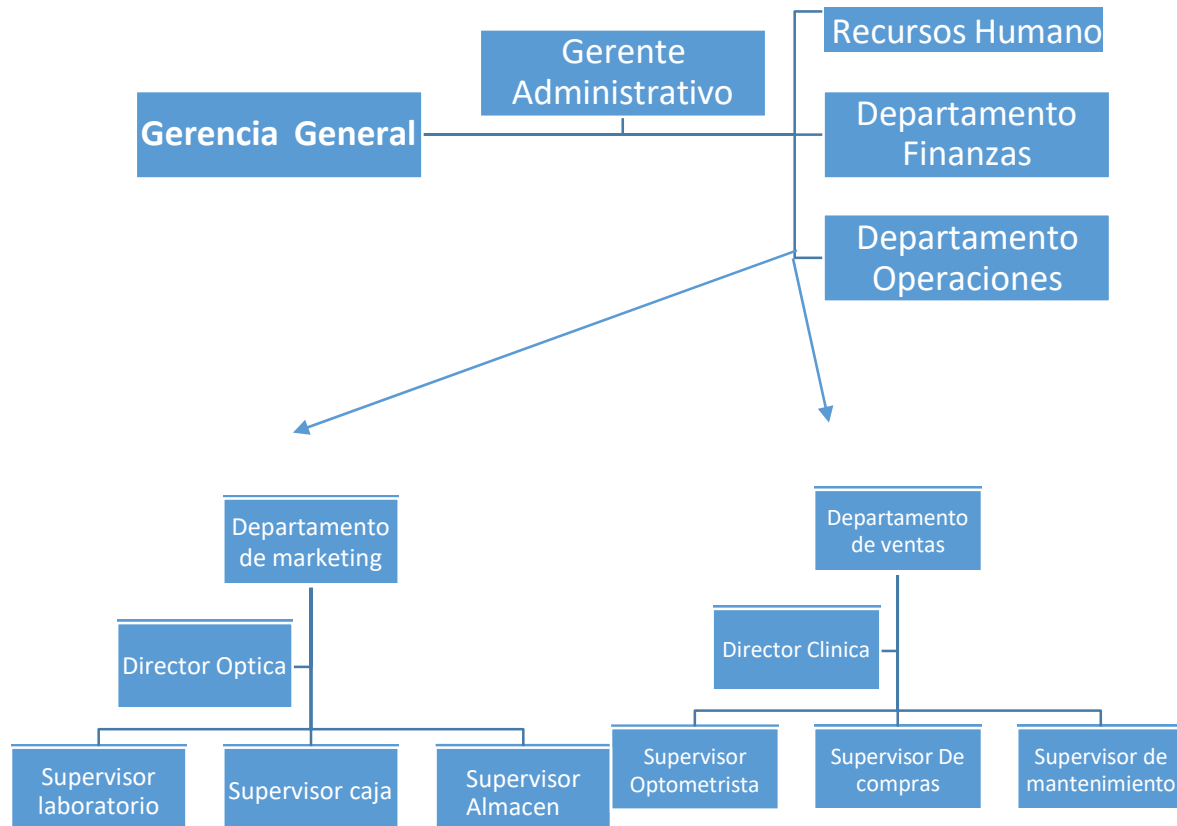 Recursos Humano
Gerente
Administrativo
Gerencia General
Departamento
Finanzas
Departamento
Operaciones
Departamento
de marketing
Departamento
de ventas
Director Optica
Director Clinica
Supervisor
laboratorio
Supervisor caja
Supervisor
Almacen
Supervisor
Optometrista
Supervisor De
compras
Supervisor de
mantenimiento